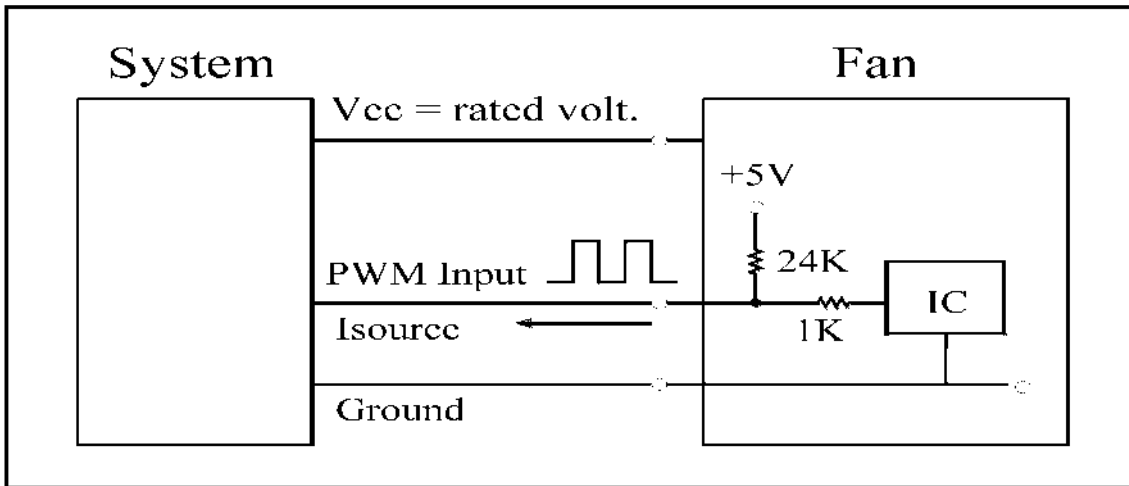 System
Fan
Vcc = rated volt.
+5V
24K
PWM Input
IC
1K
Isource
Ground